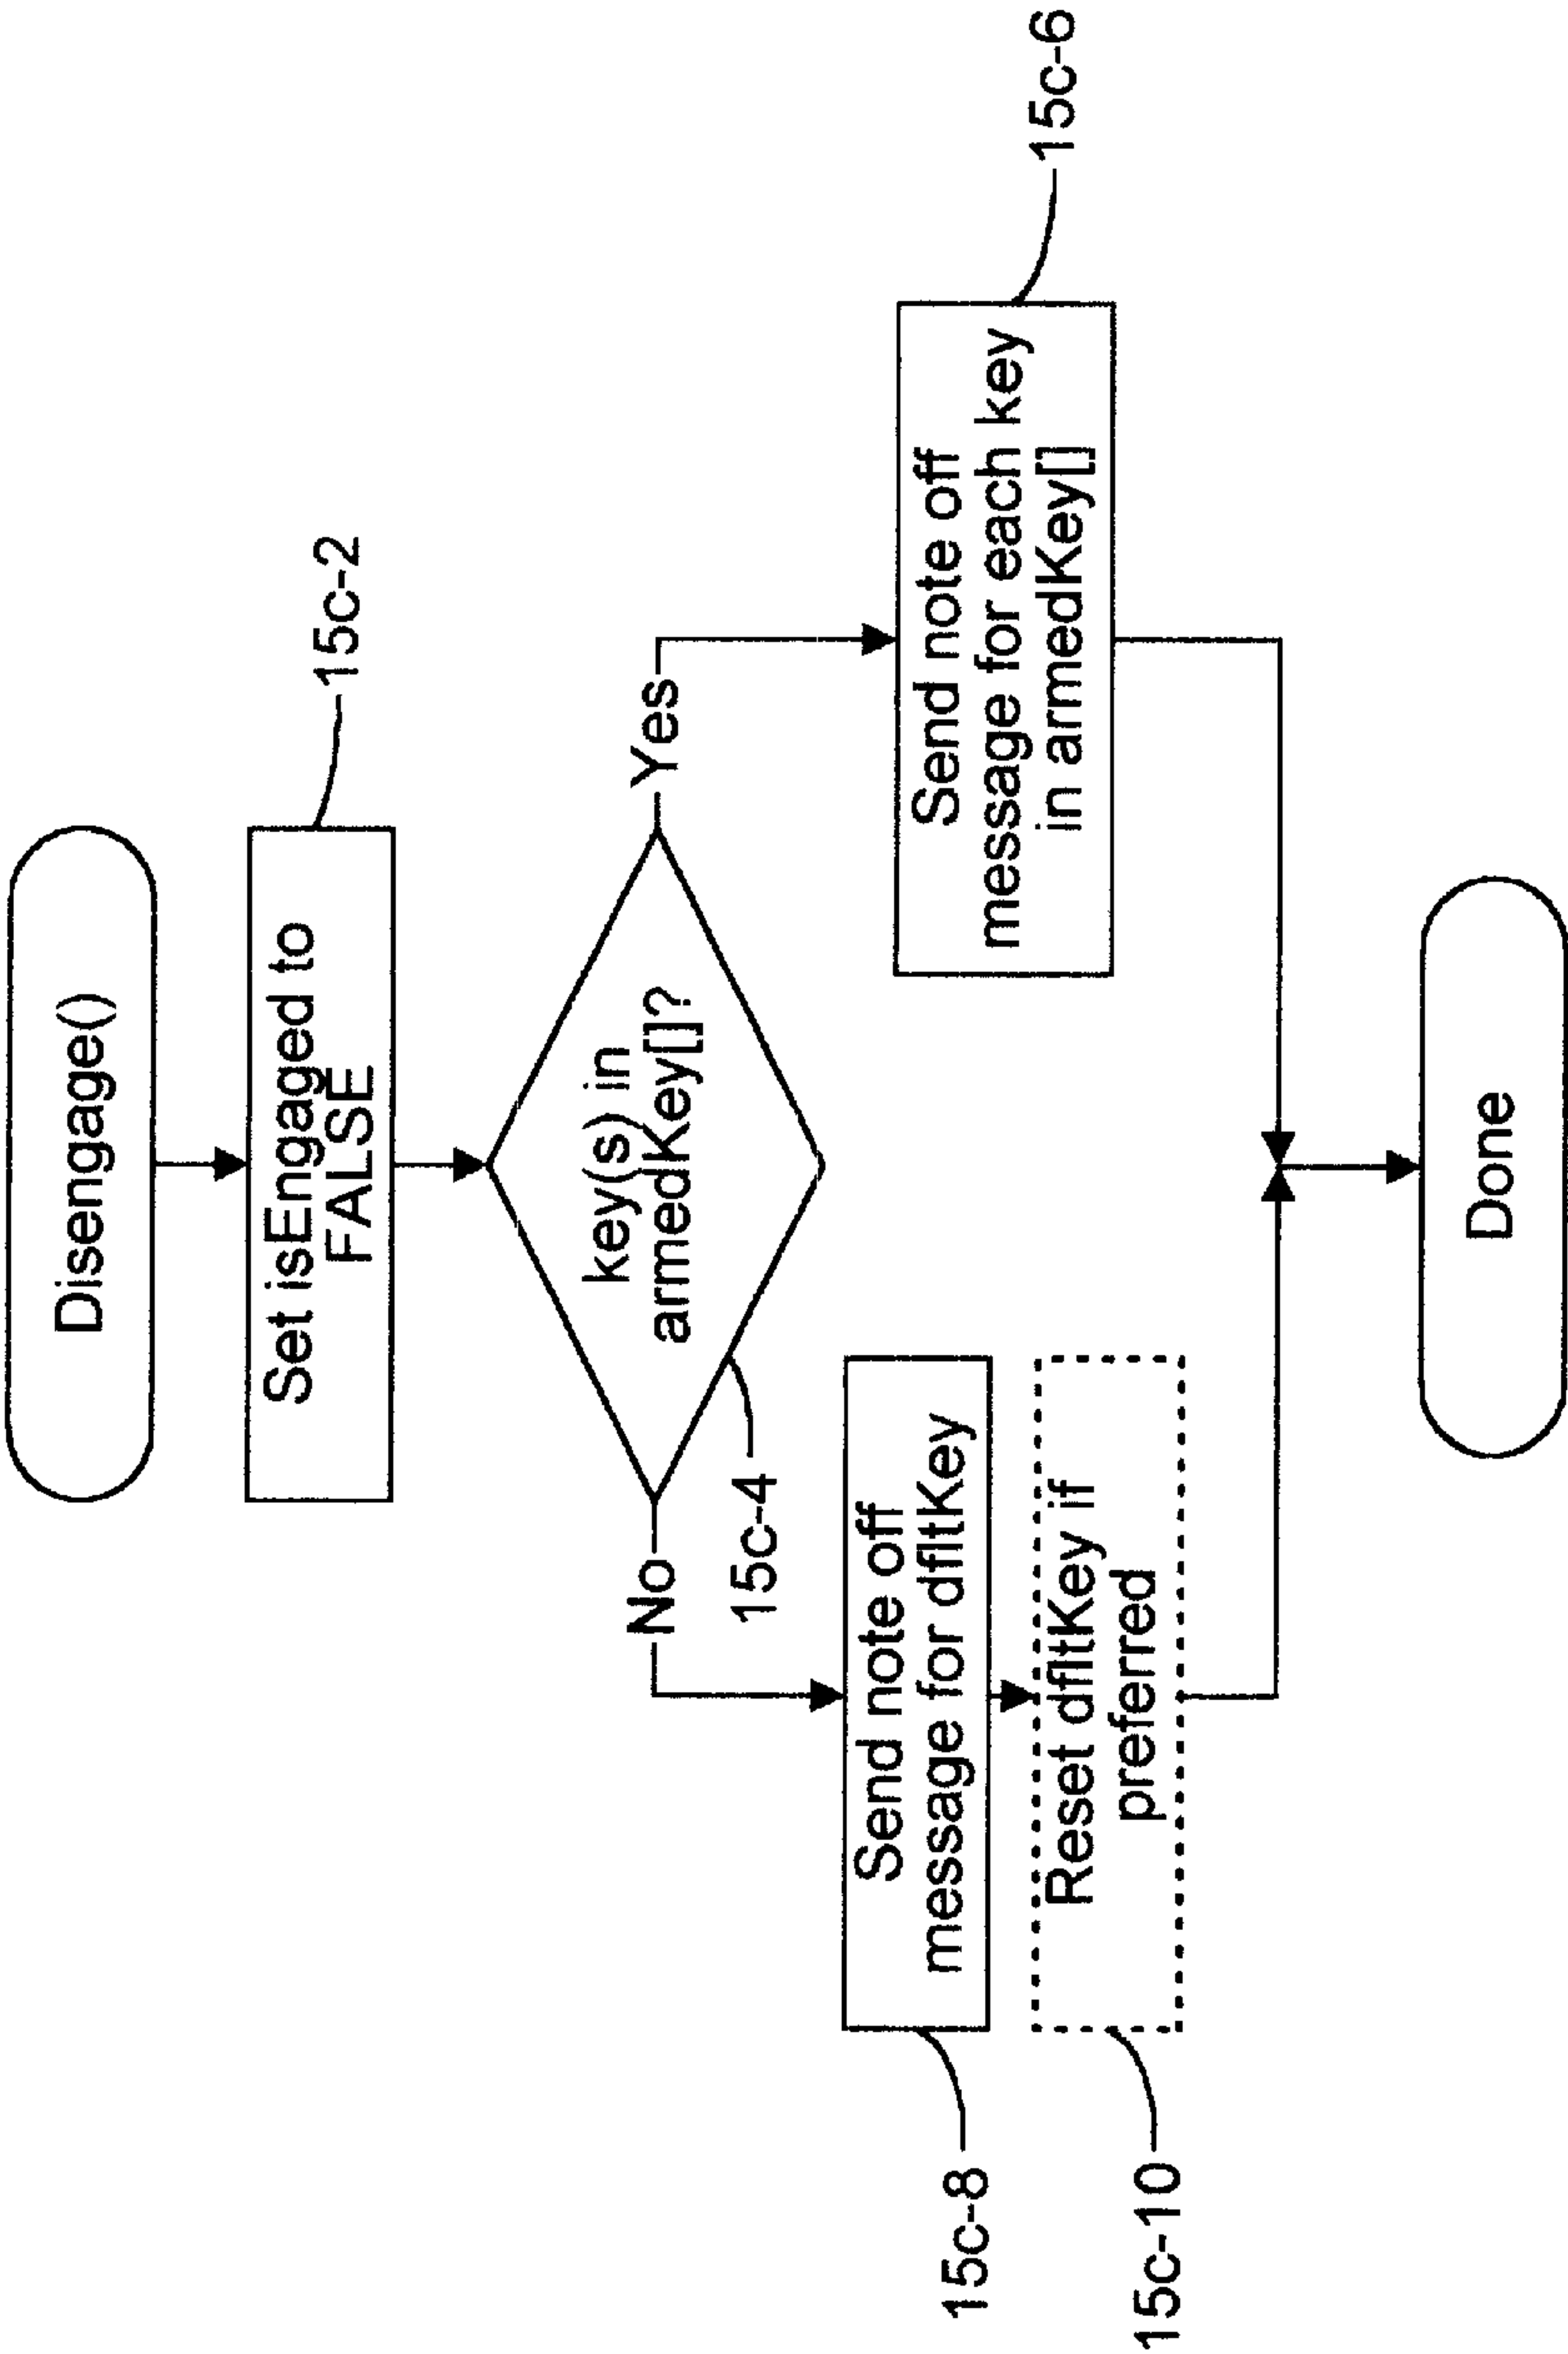 Disengage()
Set isEngaged to
FALSE
15c-2
key(s) in
armedKey[]?
No
Yes
15c-4
Send note off
message for dfltKey
15c-8
Send note off
message for each key
in armedKey[]
15c-6
Reset dfltKey if
preferred
15c-10
Done